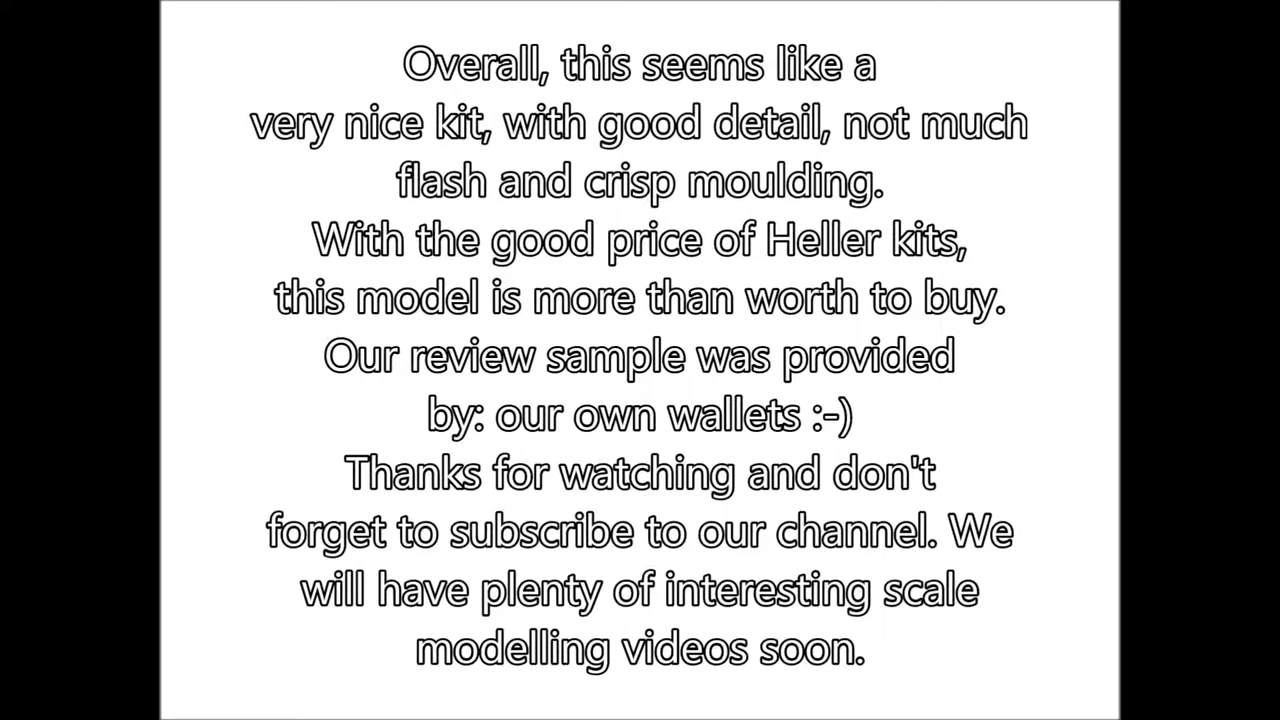 Overall, this seems like a
very nice kit, with good detail, not much
flash and crisp moulding.
With the good price of Heller kits,
this model is more than worth to buy.
Our review sample was provided
by: our own wallets :-)
Thanks for watching and don't
forget to subscribe to our channel. We
will have plenty of interesting scale
modelling videos soon.